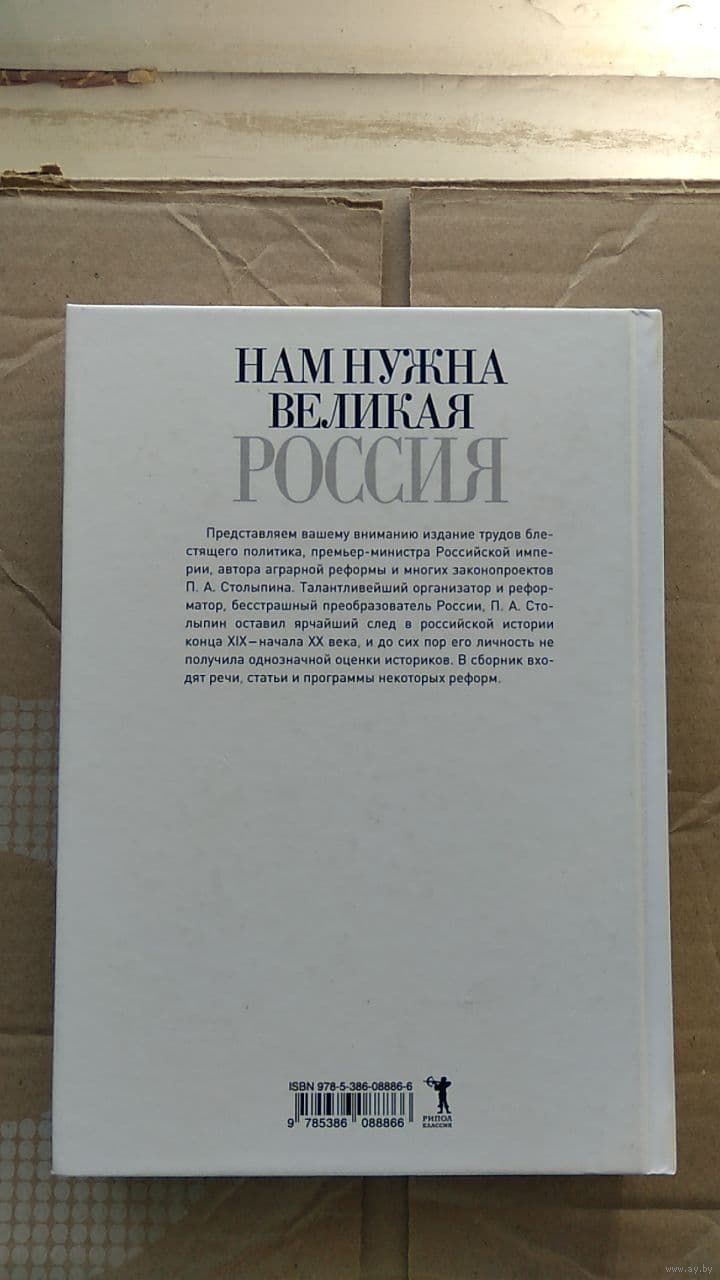 НАМ НУЖНА
ВЕЛИКАЯ
РОССИЯ
Представляем вашему вниманию издание трудов бле-
стящего политика, премьер-министра Российской импе-
рии, автора аграрной реформы и многих законопроектов
П. А. Столыпина. Талантливейший организатор и рефор-
матор, бесстрашный преобразователь России, П. А. Сто-
лыпин оставил ярчайший след в российской истории
конца XIX – начала XX века, и до сих пор его личность не
получила однозначной оценки историков. В сборник вхо-
дят речи, статьи и программы некоторых реформ.
ISBN 978-5-386-08886-6
9 785386 088866
РИПОЛ
КЛАССИК
www.ay.by